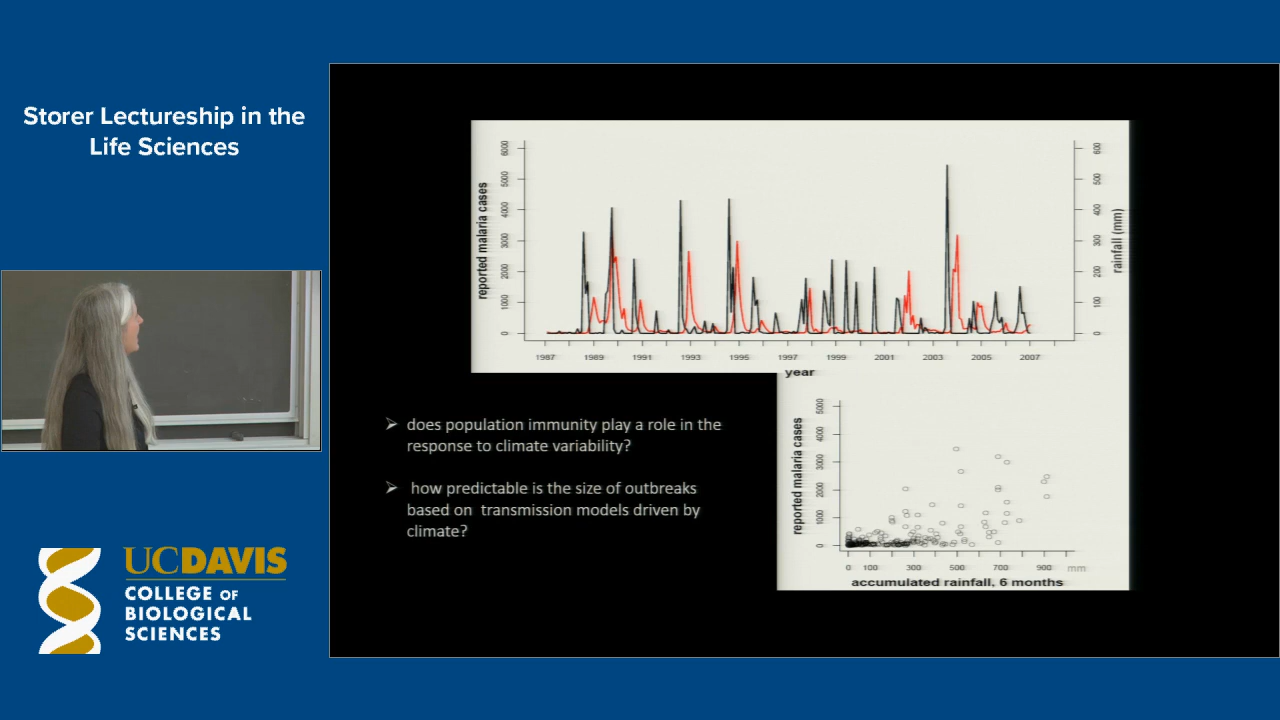 Storer Lectureship in the
Life Sciences
reported malaria cases
0
1000
2000
3000
4000
5000
6000
0
100
200
300
400
500
600
rainfall (mm)
1987
1989
1991
1993
1995
1997
1999
2001
2003
2005
2007
year
➢ does population immunity play a role in the
response to climate variability?
➢ how predictable is the size of outbreaks
based on transmission models driven by
climate?
reported malaria cases
0
1000
2000
3000
4000
5000
0
100
300
500
700
900
mm
accumulated rainfall, 6 months
UCDAVIS
COLLEGE OF
BIOLOGICAL
SCIENCES